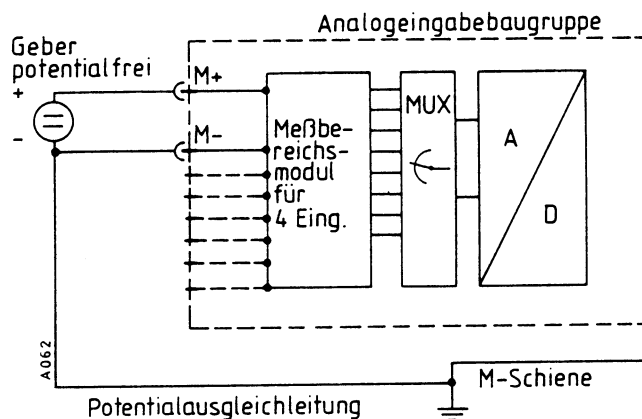 Analogeingabebaugruppe
Geber
potentialfrei
+
-
M+
M-
Meßbe-
reichs-
modul
für
4 Eing.
MUX
A
D
A062
M-Schiene
Potentialausgleichleitung